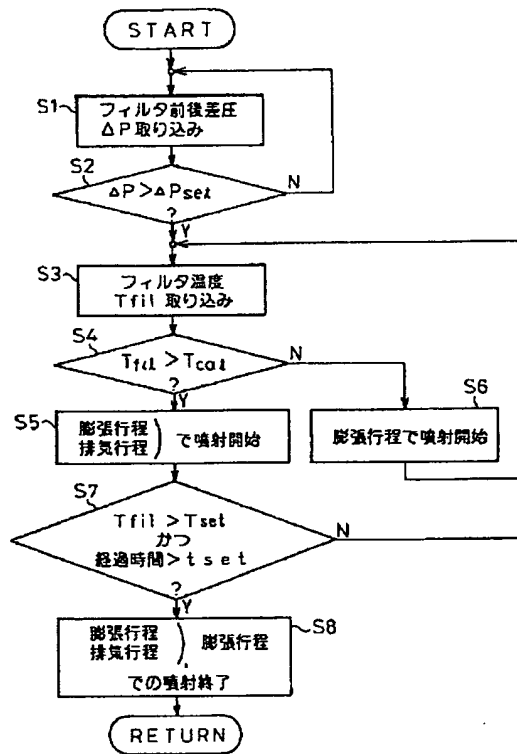 START
S1
フィルタ前後差圧
ΔP 取り込み
S2
ΔP>ΔPset
N
?
Y
S3
フィルタ温度
Tfil 取り込み
S4
Tfil>Tcat
N
?
Y
S5
膨張行程
排気行程 ) で噴射開始
S6
膨張行程で噴射開始
S7
Tfil>Tset
かつ
経過時間>tset
N
?
Y
S8
膨張行程
排気行程 ) 膨張行程
での噴射終了
RETURN